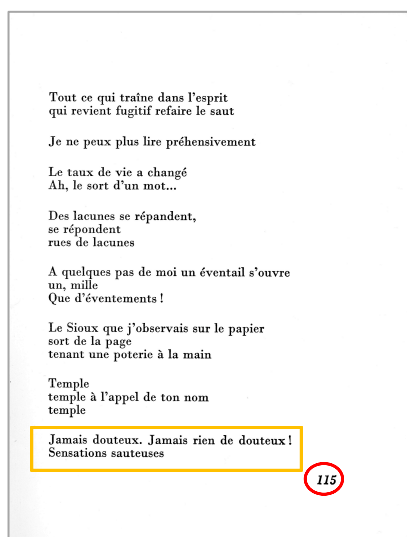 Tout ce qui traîne dans l'esprit
qui revient fugitif refaire le saut
Je ne peux plus lire préhensivement
Le taux de vie a changé
Ah, le sort d'un mot...
Des lacunes se répandent,
se répondent
rues de lacunes
A quelques pas de moi un éventail s'ouvre
un, mille
Que d'éventements !
Le Sioux que j'observais sur le papier
sort de la page
tenant une poterie à la main
Temple
temple à l'appel de ton nom
temple
Jamais douteux. Jamais rien de douteux !
Sensations sauteuses
115